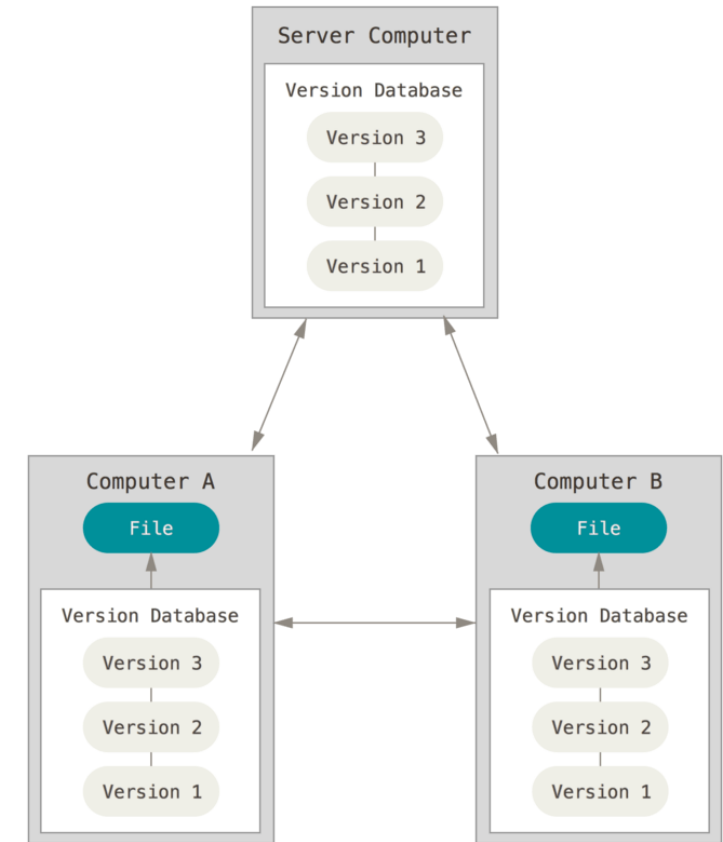 Server Computer
Version Database
Version 3
Version 2
Version 1
Computer A
File
Version Database
Version 3
Version 2
Version 1
Computer B
File
Version Database
Version 3
Version 2
Version 1